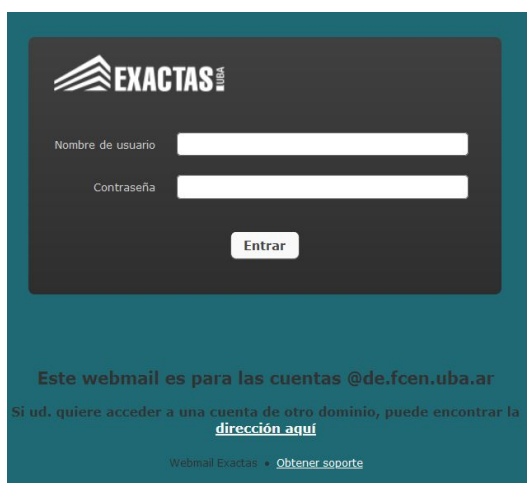 EXACTAS UBA
Nombre de usuario
Contraseña
Entrar
Este webmail es para las cuentas @de.fcen.uba.ar
Si ud. quiere acceder a una cuenta de otro dominio, puede encontrar la
dirección aquí
Webmail Exactas • Obtener soporte